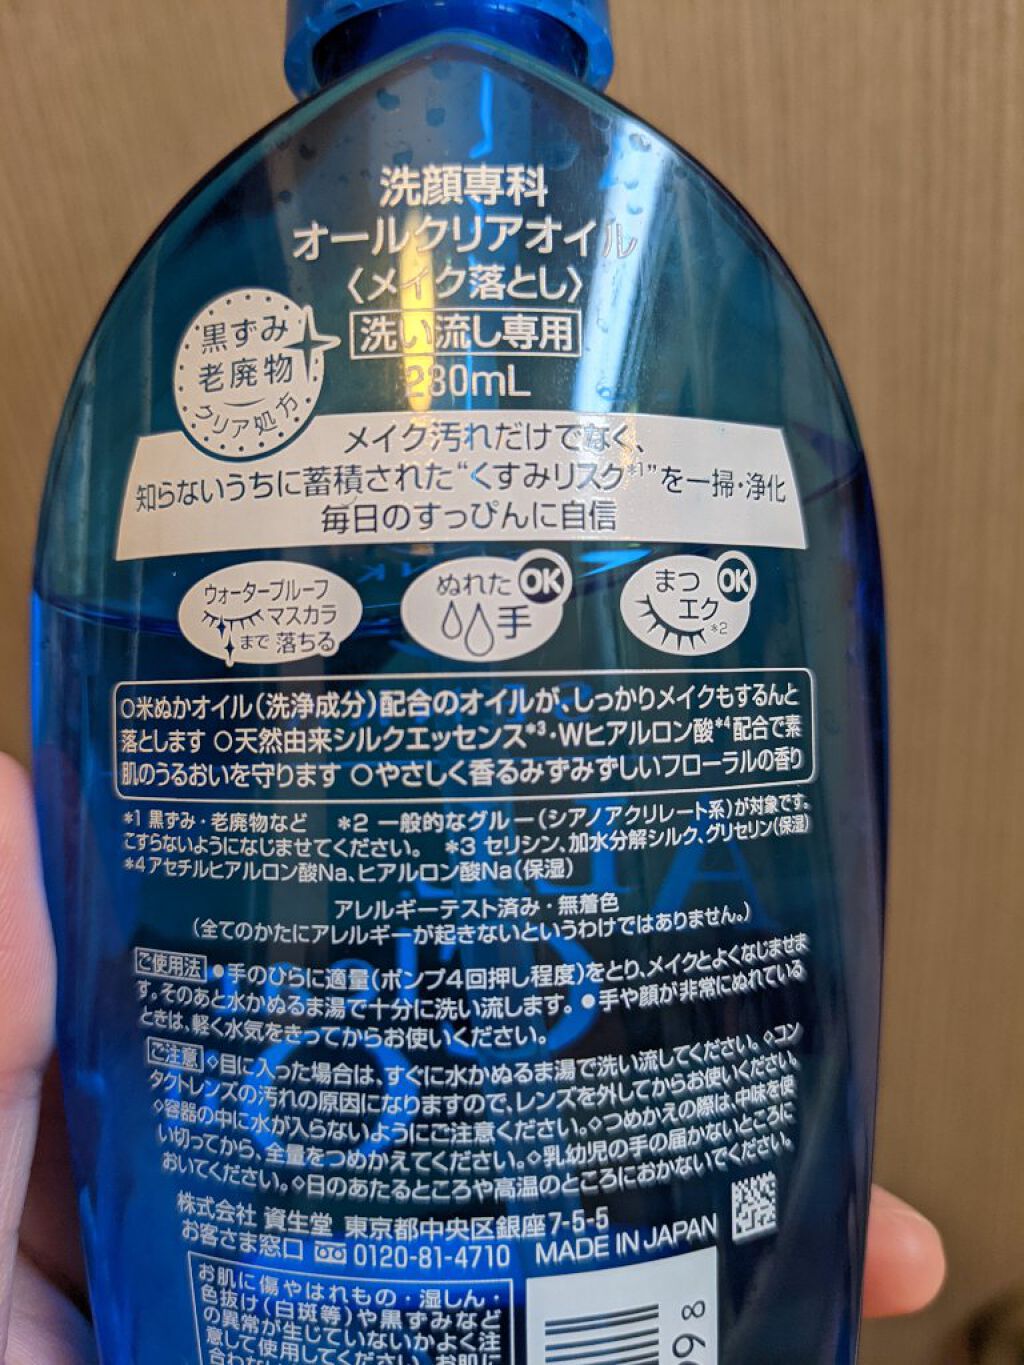 洗顔専科
オールクリアオイル
〈メイク落とし〉
洗い流し専用
230mL
黒ずみ
老廃物
クリア処方
メイク汚れだけでなく、
知らないうちに蓄積された“くすみリスク*1”を一掃・浄化
毎日のすっぴんに自信
ウォータープルーフ
マスカラ
まで落ちる
ぬれた
手
OK
まつ
エク*2
OK
○米ぬかオイル(洗浄成分)配合のオイルが、しっかりメイクもするんと
落とします ○天然由来シルクエッセンス*3・Wヒアルロン酸*4配合で素
肌のうるおいを守ります ○やさしく香るみずみずしいフローラルの香り
*1 黒ずみ・老廃物など *2 一般的なグルー(シアノアクリレート系)が対象です。
こすらないようになじませてください。 *3 セリシン、加水分解シルク、グリセリン(保湿)
*4 アセチルヒアルロン酸Na、ヒアルロン酸Na(保湿)
アレルギーテスト済み・無着色
(全てのかたにアレルギーが起きないというわけではありません。)
ご使用法 ●手のひらに適量(ポンプ4回押し程度)をとり、メイクとよくなじませま
す。そのあと水かぬるま湯で十分に洗い流します。 ●手や顔が非常にぬれている
ときは、軽く水気をきってからお使いください。
ご注意 ◇目に入った場合は、すぐに水かぬるま湯で洗い流してください。◇コン
タクトレンズの汚れの原因になりますので、レンズを外してからお使いください。
◇容器の中に水が入らないようにご注意ください。◇つめかえの際は、中味を使
い切ってから、全量をつめかえてください。◇乳幼児の手の届かないところに
おいてください。◇日のあたるところや高温のところにおかないでください。
株式会社 資生堂 東京都中央区銀座7-5-5
お客さま窓口 0120-81-4710 MADE IN JAPAN
お肌に傷やはれもの・湿しん・
色抜け(白斑等)や黒ずみなど
の異常が生じていないかよく注
意して使用してください。お肌に